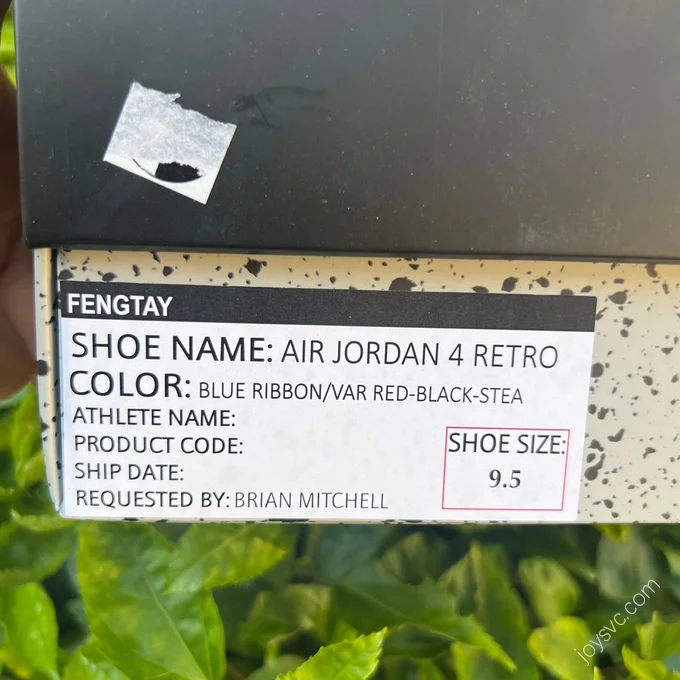 FENGTAY
SHOE NAME: AIR JORDAN 4 RETRO
COLOR: BLUE RIBBON/VAR RED-BLACK-STEA
ATHLETE NAME:
PRODUCT CODE:
SHIP DATE:
REQUESTED BY: BRIAN MITCHELL
SHOE SIZE:
9.5
joysvc.com